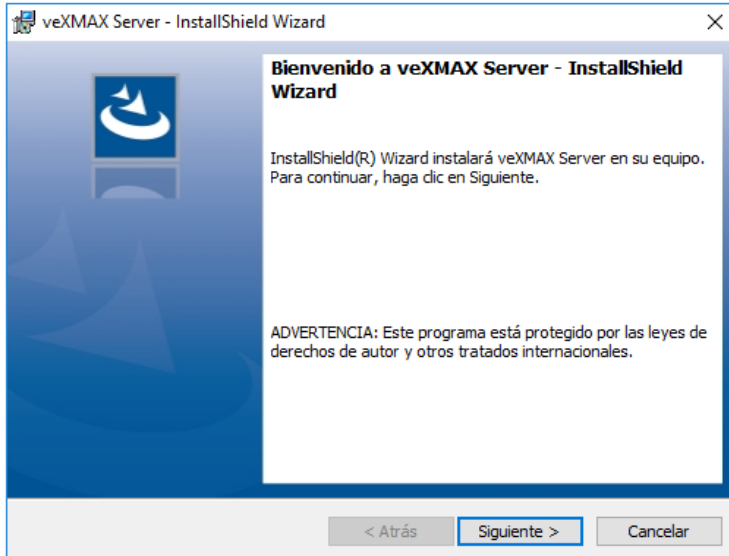 veXMAX Server - InstallShield Wizard
Bienvenido a veXMAX Server - InstallShield
Wizard
InstallShield(R) Wizard instalará veXMAX Server en su equipo.
Para continuar, haga clic en Siguiente.
ADVERTENCIA: Este programa está protegido por las leyes de
derechos de autor y otros tratados internacionales.
< Atrás
Siguiente >
Cancelar